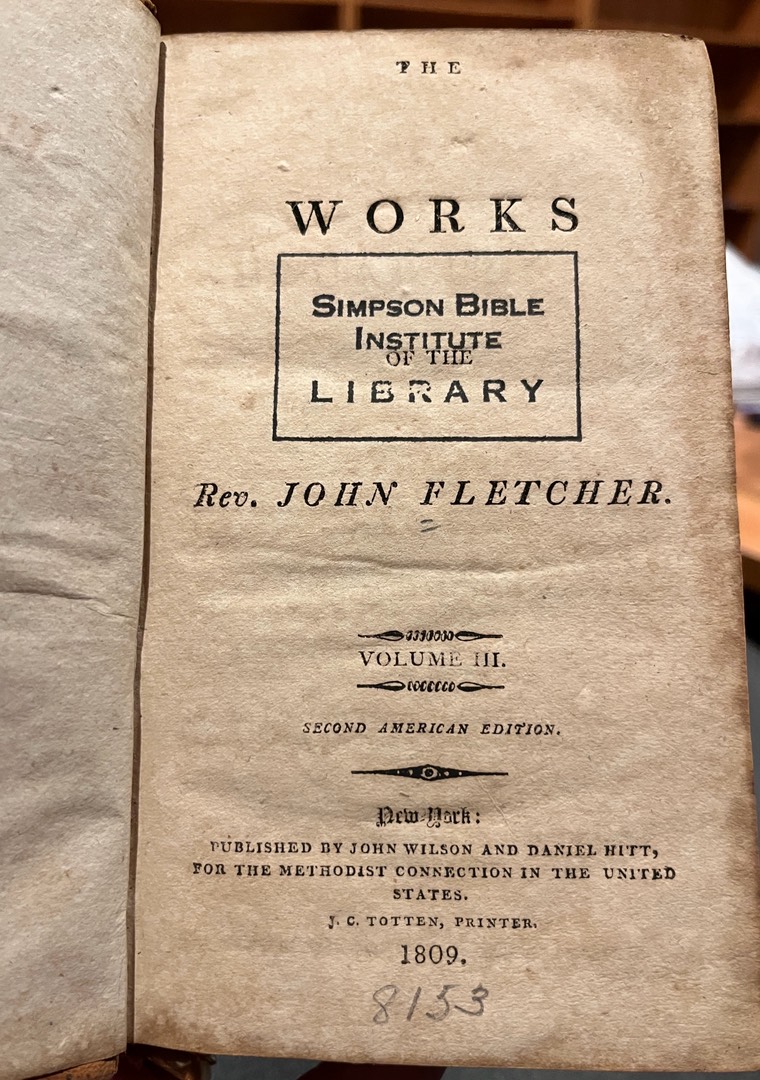 THE
WORKS
SIMPSON BIBLE
INSTITUTE
OF THE
LIBRARY
Rev. JOHN FLETCHER.
VOLUME III.
SECOND AMERICAN EDITION.
New-York:
PUBLISHED BY JOHN WILSON AND DANIEL HITT,
FOR THE METHODIST CONNECTION IN THE UNITED
STATES.
J. C. TOTTEN, PRINTER.
1809.
8153